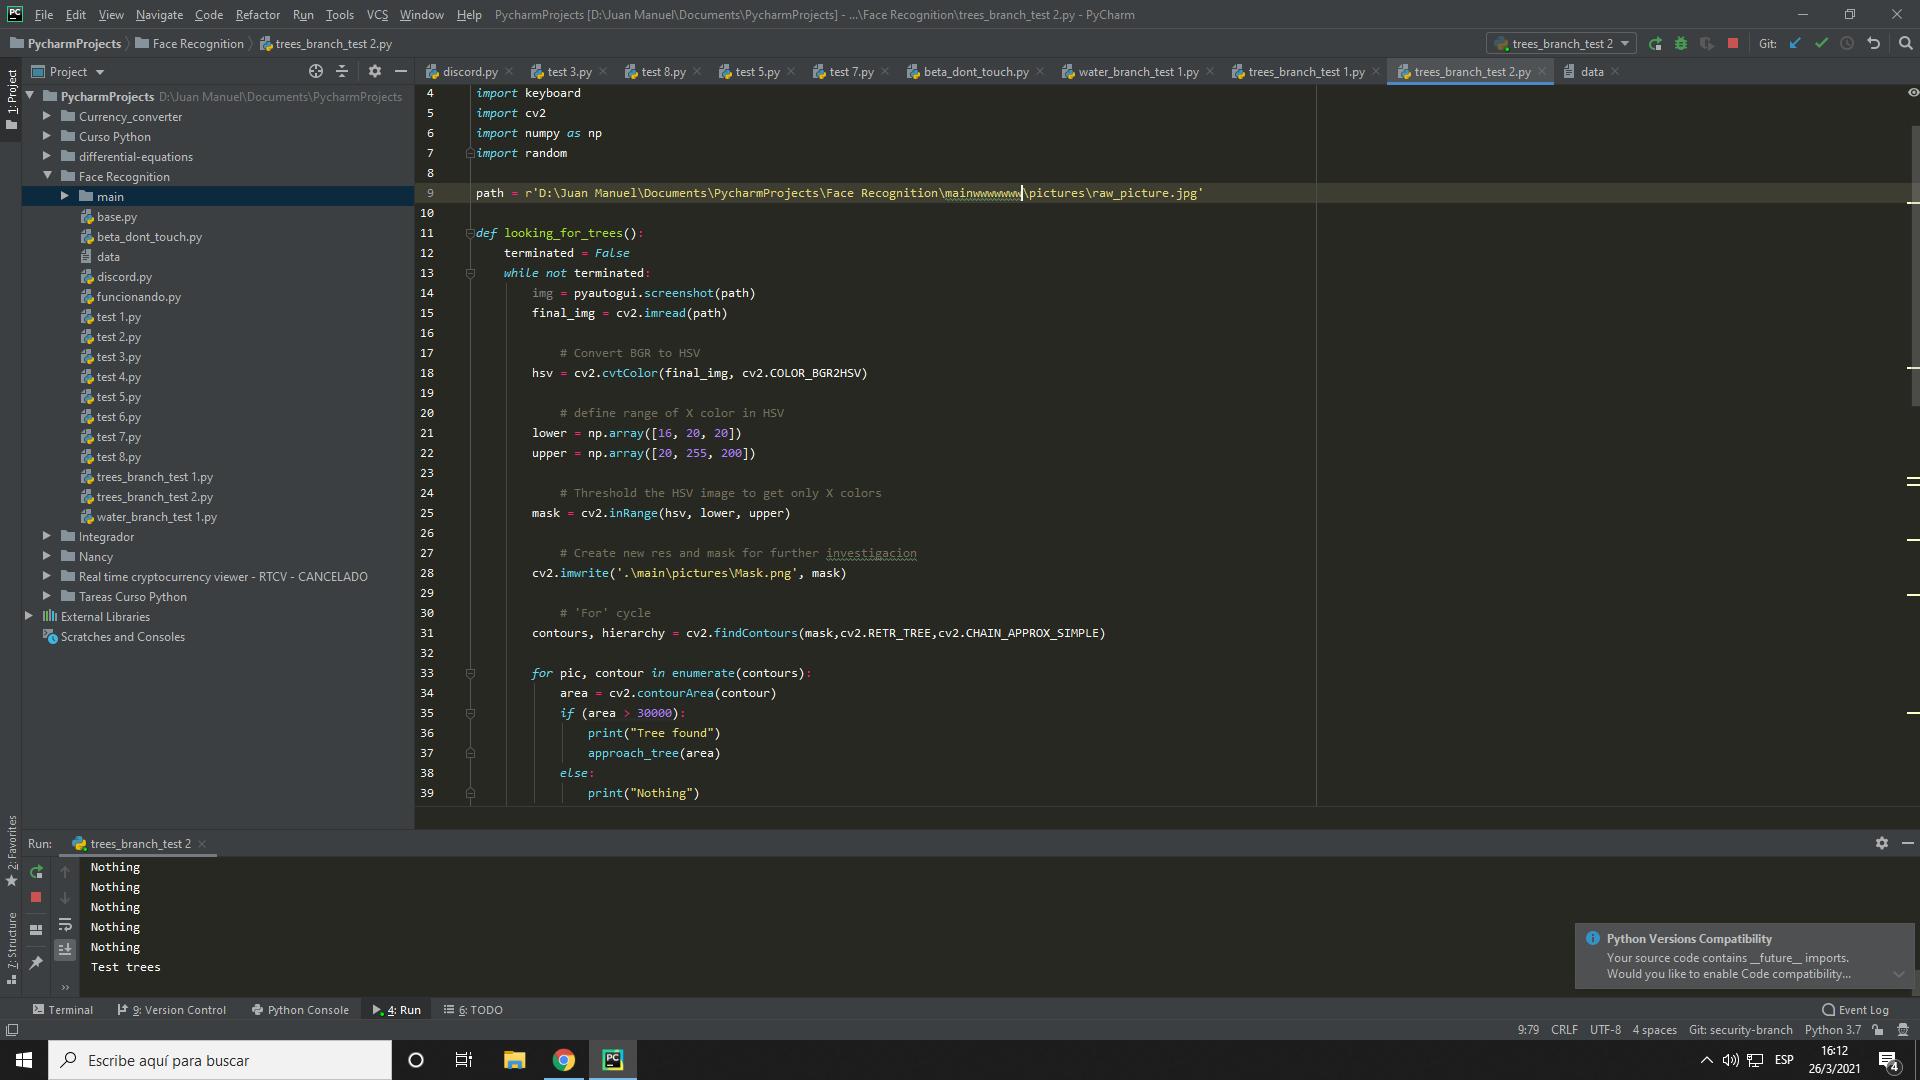 PC File Edit View Navigate Code Refactor Run Tools VCS Window Help PycharmProjects [D:\Juan Manuel\Documents\PycharmProjects] - ...\Face Recognition\trees_branch_test 2.py - PyCharm
PycharmProjects Face Recognition trees_branch_test 2.py trees_branch_test 2 Git:
Project discord.py test 3.py test 8.py test 5.py test 7.py beta_dont_touch.py water_branch_test 1.py trees_branch_test 1.py trees_branch_test 2.py data
1: Project
PycharmProjects D:\Juan Manuel\Documents\PycharmProjects
Currency_converter
Curso Python
differential-equations
Face Recognition
main
base.py
beta_dont_touch.py
data
discord.py
funcionando.py
test 1.py
test 2.py
test 3.py
test 4.py
test 5.py
test 6.py
test 7.py
test 8.py
trees_branch_test 1.py
trees_branch_test 2.py
water_branch_test 1.py
Integrador
Nancy
Real time cryptocurrency viewer - RTCV - CANCELADO
Tareas Curso Python
External Libraries
Scratches and Consoles
4 import keyboard
5 import cv2
6 import numpy as np
7 import random
8
9 path = r'D:\Juan Manuel\Documents\PycharmProjects\Face Recognition\mainwwwwwww\pictures\raw_picture.jpg'
10
11 def looking_for_trees():
12 terminated = False
13 while not terminated:
14 img = pyautogui.screenshot(path)
15 final_img = cv2.imread(path)
16
17 # Convert BGR to HSV
18 hsv = cv2.cvtColor(final_img, cv2.COLOR_BGR2HSV)
19
20 # define range of X color in HSV
21 lower = np.array([16, 20, 20])
22 upper = np.array([20, 255, 200])
23
24 # Threshold the HSV image to get only X colors
25 mask = cv2.inRange(hsv, lower, upper)
26
27 # Create new res and mask for further investigacion
28 cv2.imwrite('.\main\pictures\Mask.png', mask)
29
30 # 'For' cycle
31 contours, hierarchy = cv2.findContours(mask,cv2.RETR_TREE,cv2.CHAIN_APPROX_SIMPLE)
32
33 for pic, contour in enumerate(contours):
34 area = cv2.contourArea(contour)
35 if (area > 30000):
36 print("Tree found")
37 approach_tree(area)
38 else:
39 print("Nothing")
2: Favorites
7: Structure
Run: trees_branch_test 2
Nothing
Nothing
Nothing
Nothing
Nothing
Test trees
Python Versions Compatibility
Your source code contains __future__ imports.
Would you like to enable Code compatibility...
Terminal 9: Version Control Python Console 4: Run 6: TODO Event Log
9:79 CRLF UTF-8 4 spaces Git: security-branch Python 3.7
Escribe aquí para buscar
PC
ESP
16:12
26/3/2021
4